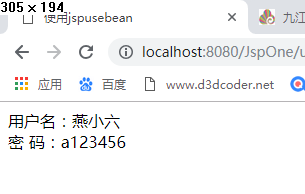 305 × 194
使用jspusebean
九江
localhost:8080/JspOne/u
应用 百度 www.d3dcoder.net
用户名：燕小六
密 码：a123456